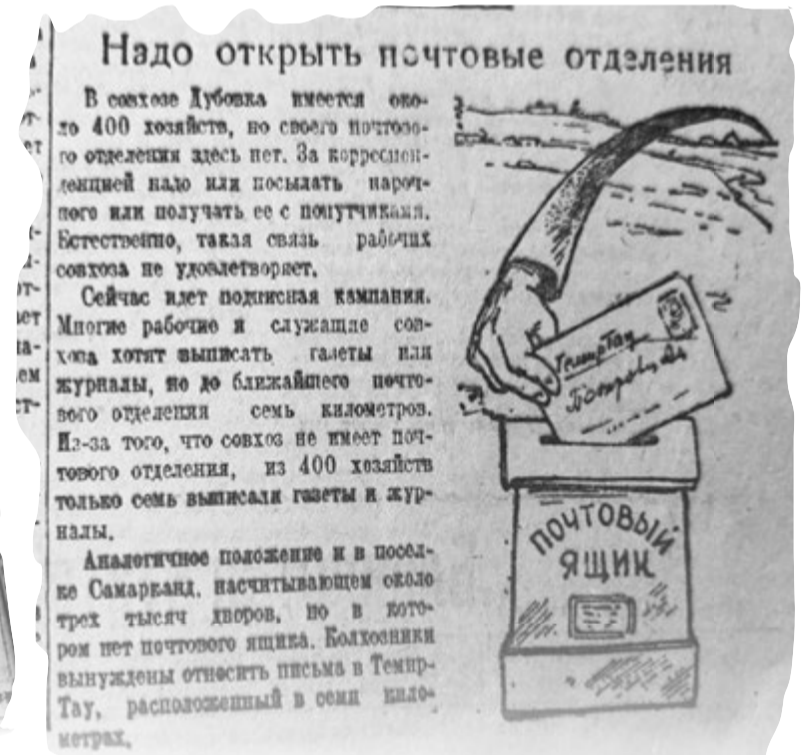 Надо открыть почтовые отделения
В совхозе Дубовка имеется око-
ло 400 хозяйств, но своего почтово-
го отделения здесь нет. За корреспон-
денцией надо или посылать нароч-
ного или получать ее с попутчиками.
Естественно, такая связь рабочих
совхоза не удовлетворяет.
Сейчас идет подписная кампания.
Многие рабочие и служащие сов-
хоза хотят выписать газеты или
журналы, но до ближайшего почто-
вого отделения семь километров.
Из-за того, что совхоз не имеет поч-
тового отделения, из 400 хозяйств
только семь выписали газеты и жур-
налы.
Аналогичное положение и в посел-
ке Самарканд, насчитывающем около
трех тысяч дворов, но в кото-
ром нет почтового ящика. Колхозники
вынуждены относить письма в Темир-
Тау, расположенный в семи кило-
метрах.
ТемирТау
ПОЧТОВЫЙ
ЯЩИК